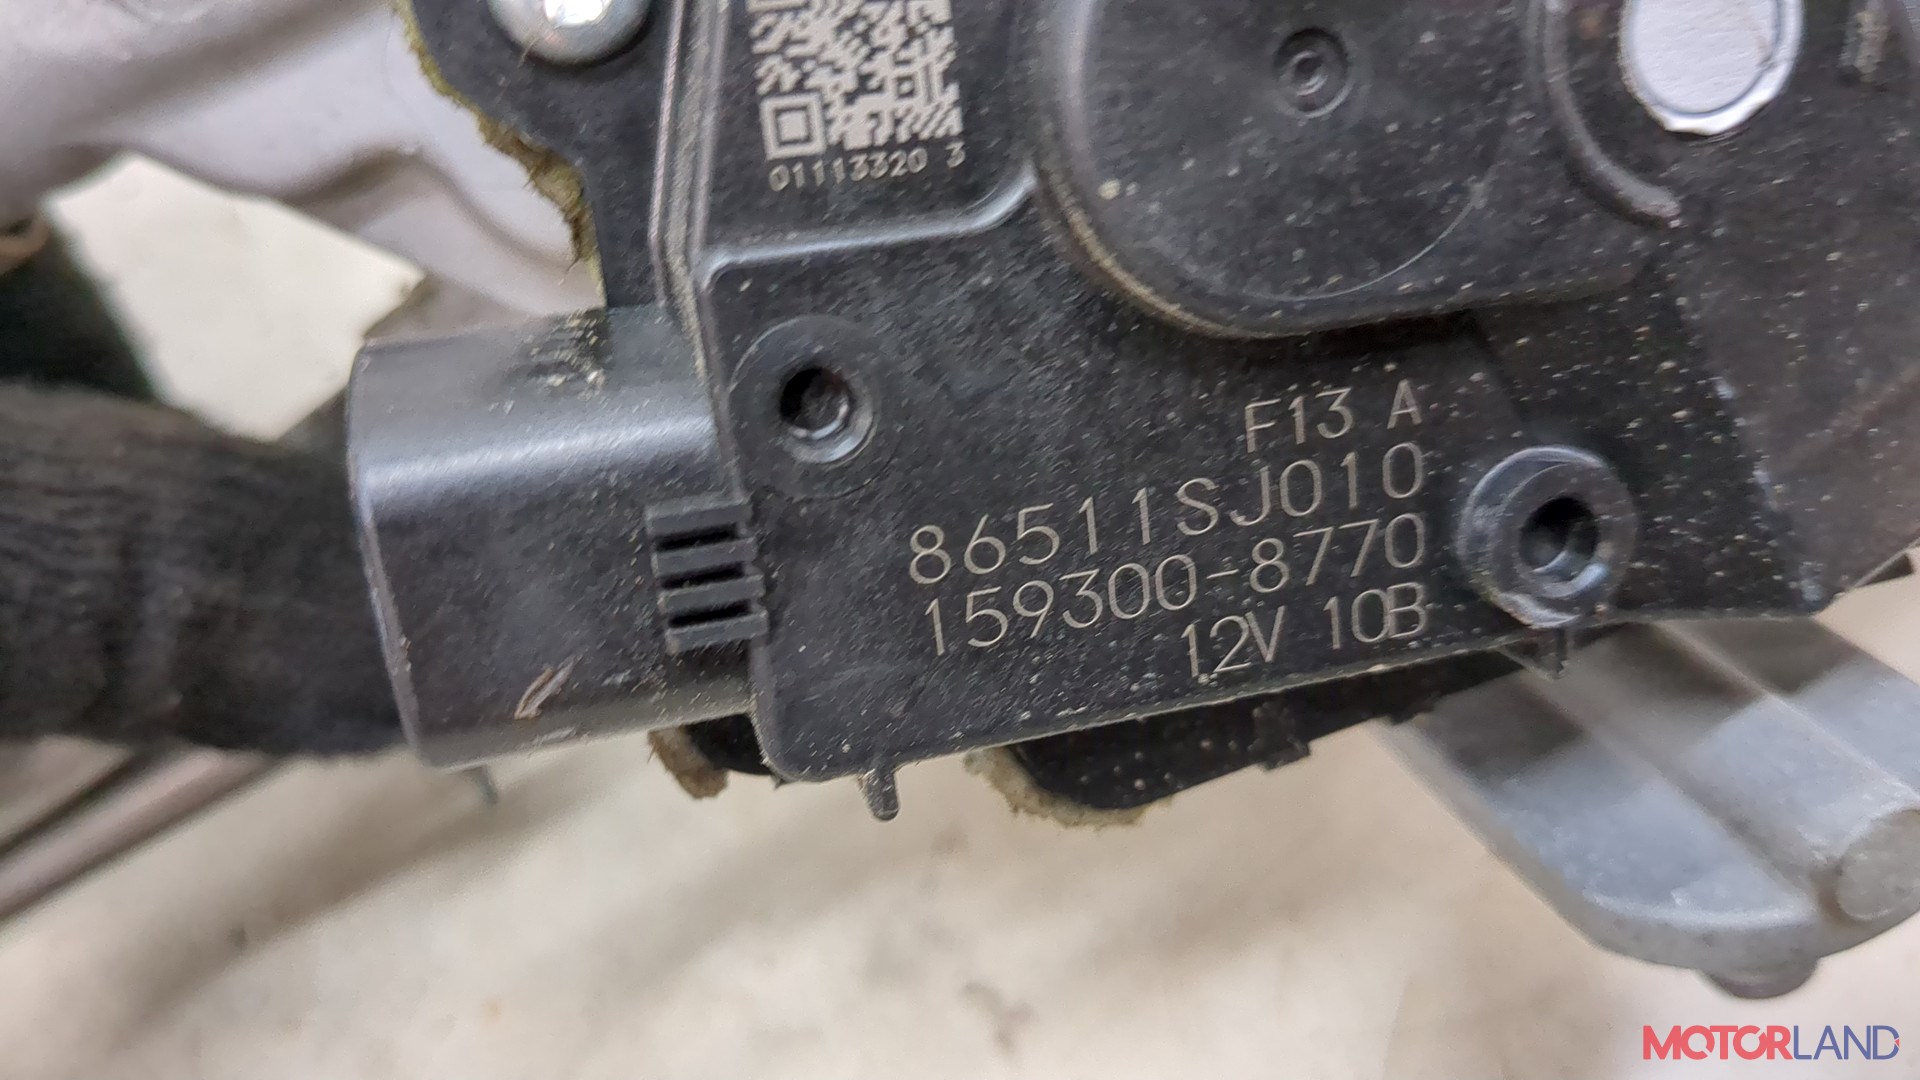 01113320 3
F13 A
86511SJ010
159300-8770
12V 10B
MOTORLAND